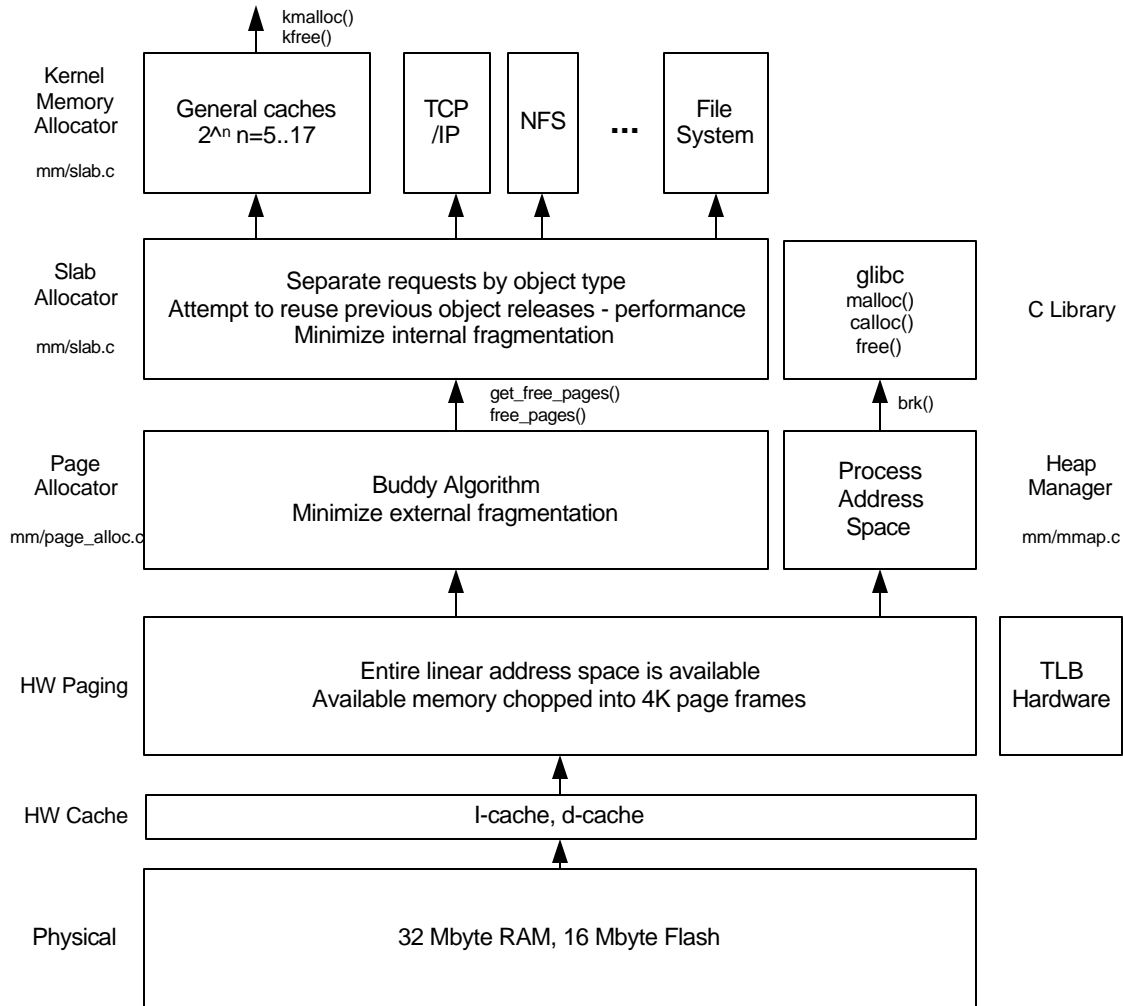 kmalloc()
kfree()
Kernel
Memory
Allocator
mm/slab.c
General caches
2^ⁿ n=5..17
TCP
/IP
NFS
...
File
System
Slab
Allocator
mm/slab.c
Separate requests by object type
Attempt to reuse previous object releases - performance
Minimize internal fragmentation
glibc
malloc()
calloc()
free()
C Library
get_free_pages()
free_pages()
brk()
Page
Allocator
mm/page_alloc.c
Buddy Algorithm
Minimize external fragmentation
Process
Address
Space
Heap
Manager
mm/mmap.c
HW Paging
Entire linear address space is available
Available memory chopped into 4K page frames
TLB
Hardware
HW Cache
I-cache, d-cache
Physical
32 Mbyte RAM, 16 Mbyte Flash